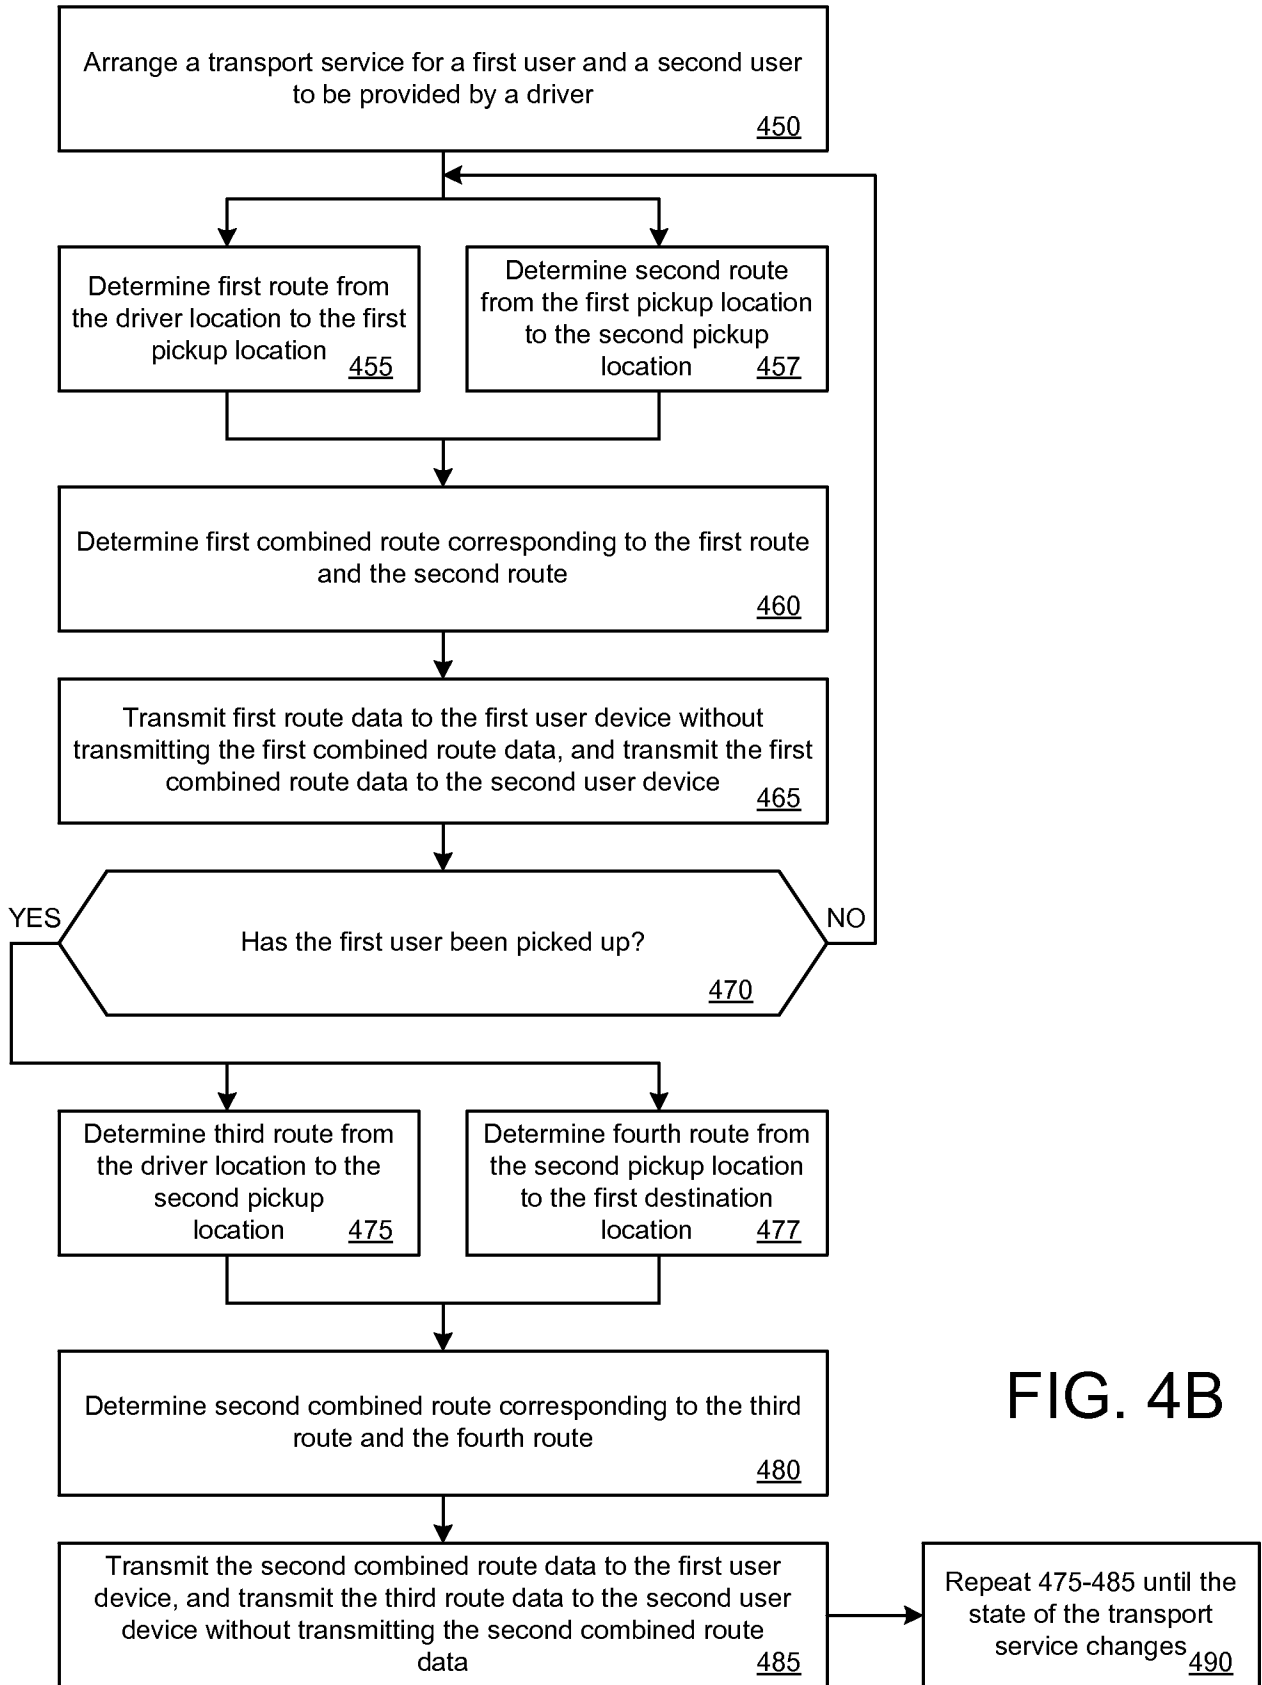 Arrange a transport service for a first user and a second user
to be provided by a driver
450
Determine first route from
the driver location to the first
pickup location
455
Determine second route
from the first pickup location
to the second pickup
location
457
Determine first combined route corresponding to the first route
and the second route
460
Transmit first route data to the first user device without
transmitting the first combined route data, and transmit the first
combined route data to the second user device
465
YES
NO
Has the first user been picked up?
470
Determine third route from
the driver location to the
second pickup
location
475
Determine fourth route from
the second pickup location
to the first destination
location
477
Determine second combined route corresponding to the third
route and the fourth route
480
FIG. 4B
Transmit the second combined route data to the first user
device, and transmit the third route data to the second user
device without transmitting the second combined route
data
485
Repeat 475-485 until the
state of the transport
service changes
490